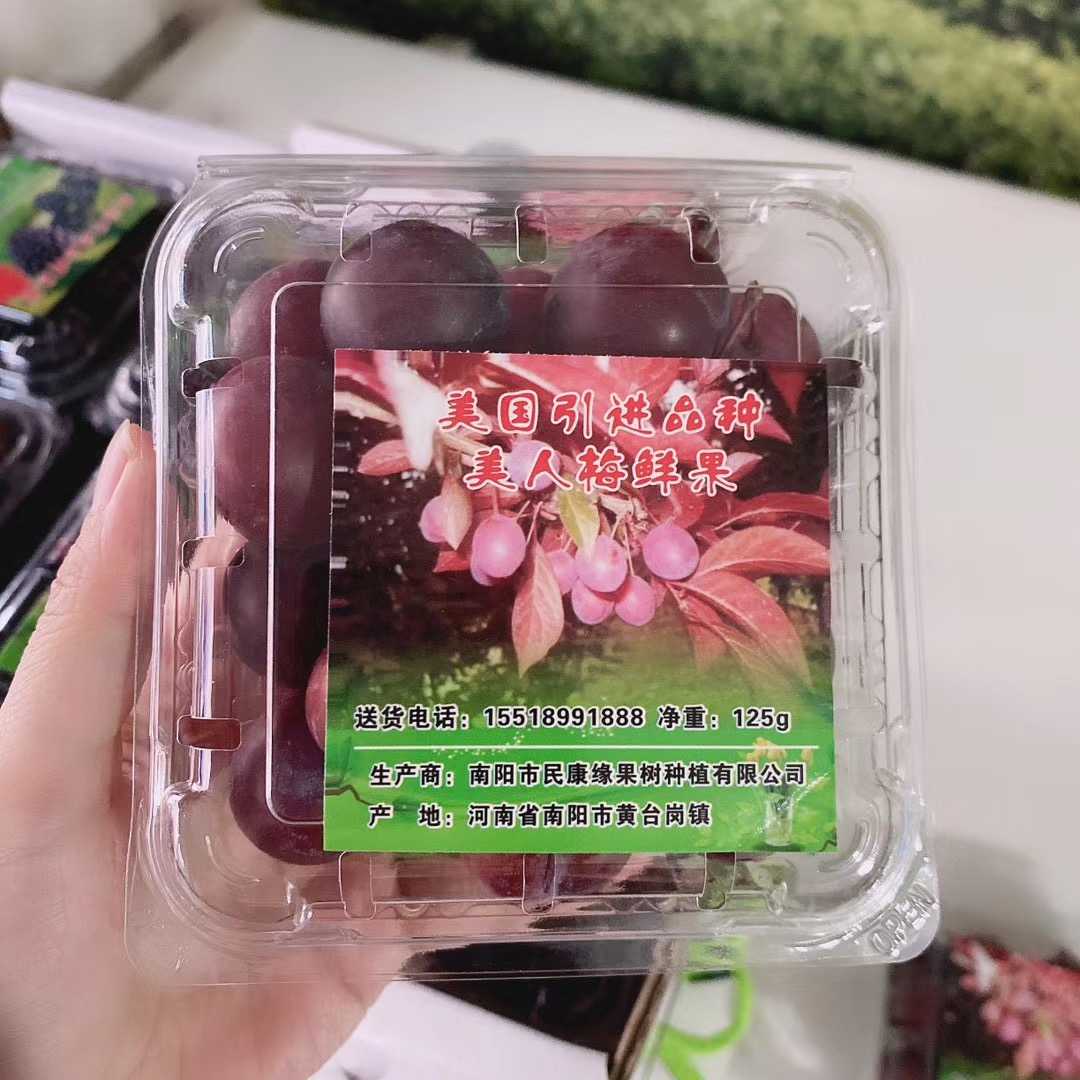 美国引进品种
美人梅鲜果
送货电话：15518991888 净重：125g
生产商：南阳市民康缘果树种植有限公司
产 地：河南省南阳市黄台岗镇
OPEN